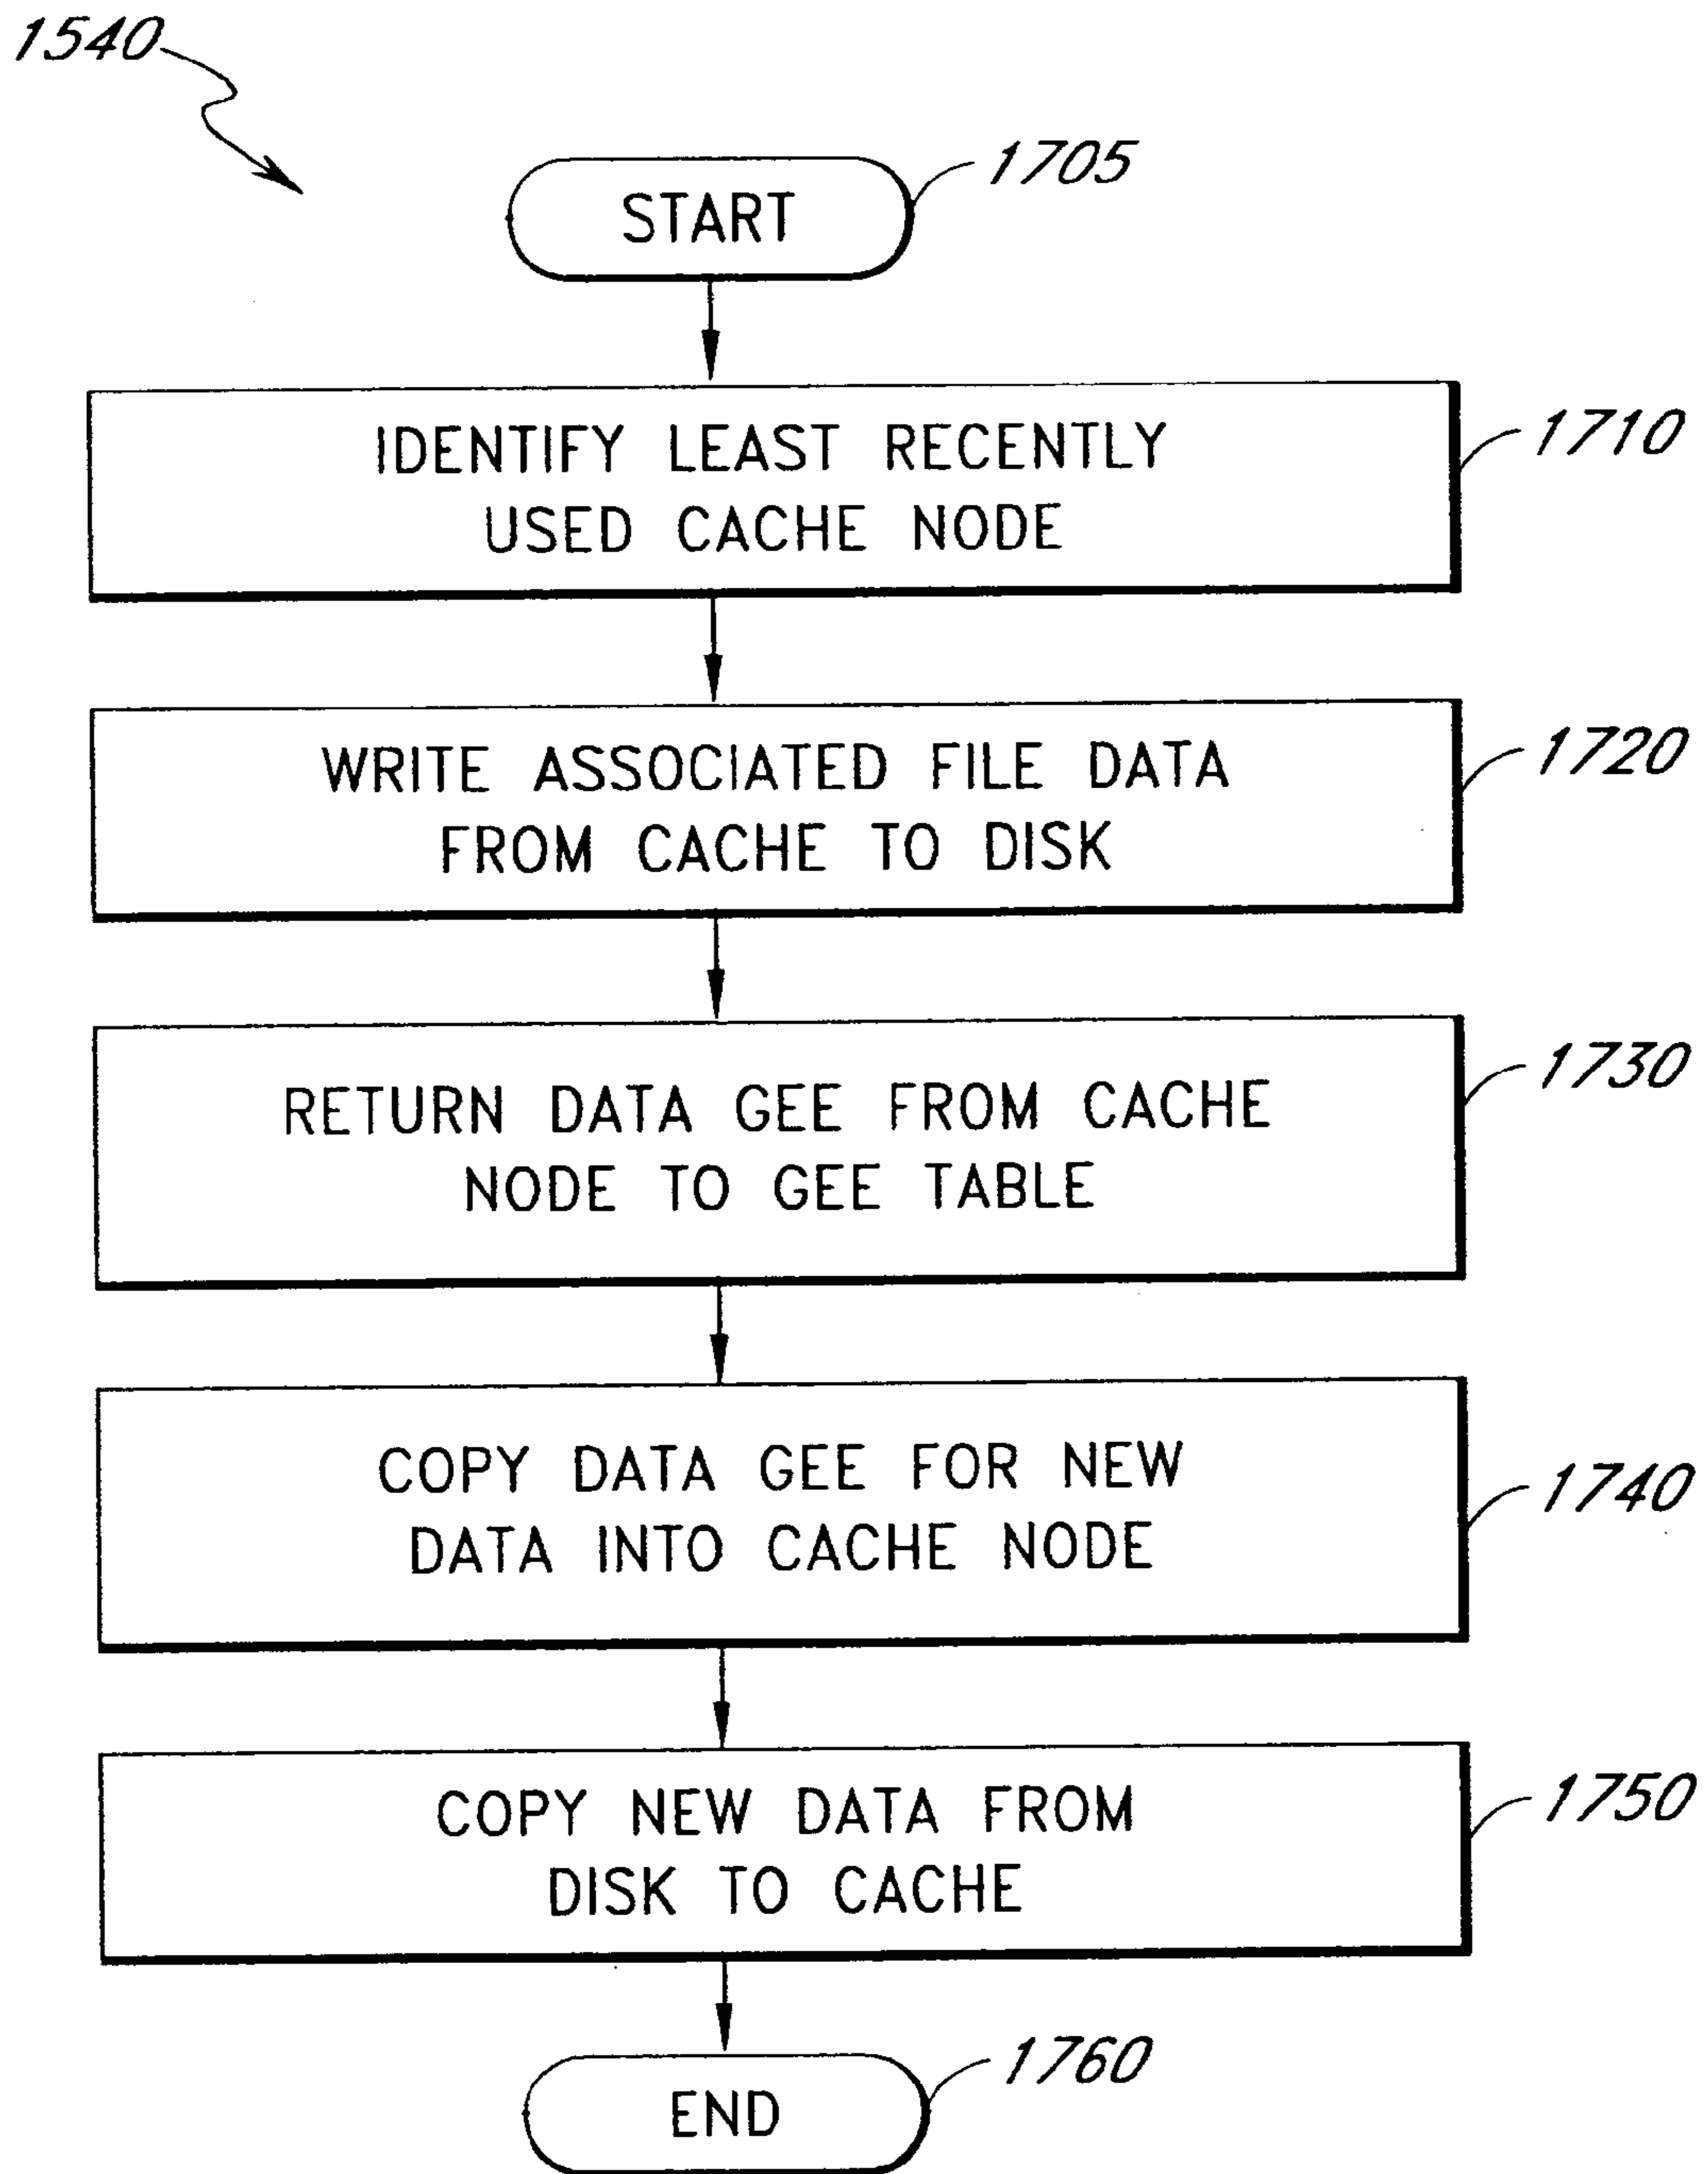 1540
START
1705
IDENTIFY LEAST RECENTLY
USED CACHE NODE
1710
WRITE ASSOCIATED FILE DATA
FROM CACHE TO DISK
1720
RETURN DATA GEE FROM CACHE
NODE TO GEE TABLE
1730
COPY DATA GEE FOR NEW
DATA INTO CACHE NODE
1740
COPY NEW DATA FROM
DISK TO CACHE
1750
END
1760